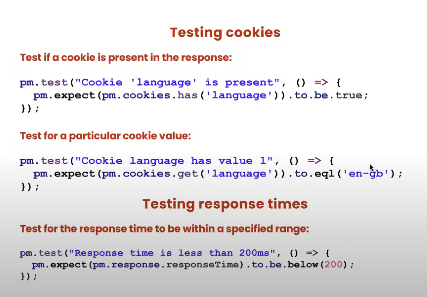 Testing cookies
Test if a cookie is present in the response:
pm.test("Cookie 'language' is present", () => {
  pm.expect(pm.cookies.has('language')).to.be.true;
});
Test for a particular cookie value:
pm.test("Cookie language has value 1", () => {
  pm.expect(pm.cookies.get('language')).to.eql('en-gb');
});
Testing response times
Test for the response time to be within a specified range:
pm.test("Response time is less than 200ms", () => {
  pm.expect(pm.response.responseTime).to.be.below(200);
});